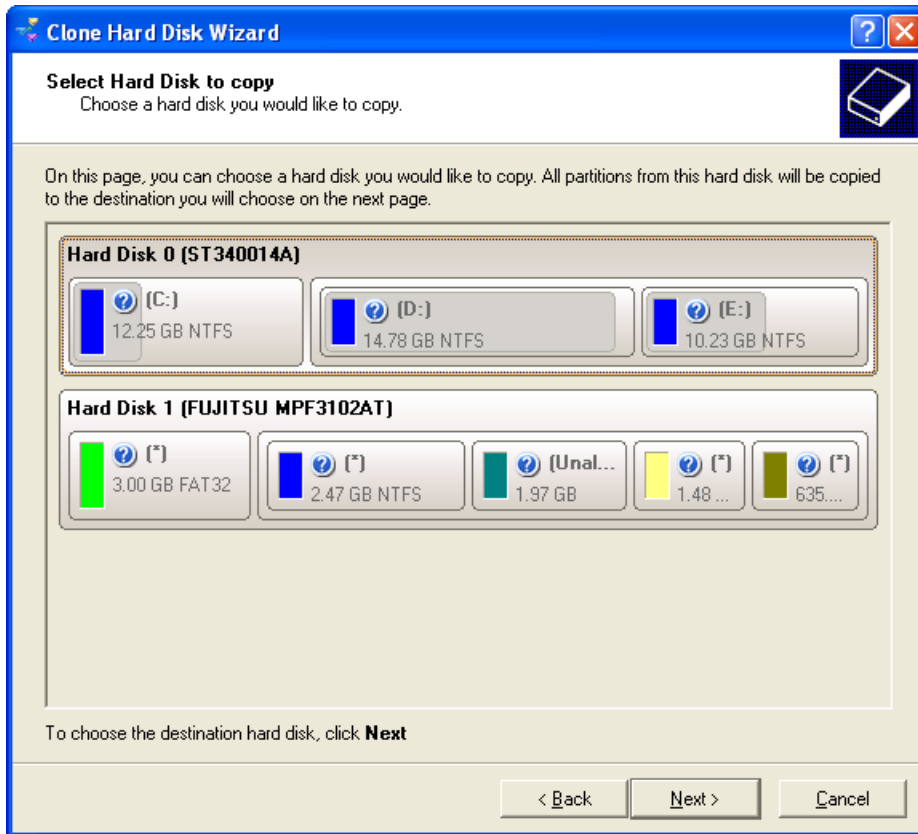 Clone Hard Disk Wizard
Select Hard Disk to copy
Choose a hard disk you would like to copy.
On this page, you can choose a hard disk you would like to copy. All partitions from this hard disk will be copied
to the destination you will choose on the next page.
Hard Disk 0 (ST340014A)
(C:)
12.25 GB NTFS
(D:)
14.78 GB NTFS
(E:)
10.23 GB NTFS
Hard Disk 1 (FUJITSU MPF3102AT)
(*)
3.00 GB FAT32
(*)
2.47 GB NTFS
(Unal...
1.97 GB
(*)
1.48 ...
(*)
635....
To choose the destination hard disk, click Next
< Back
Next >
Cancel